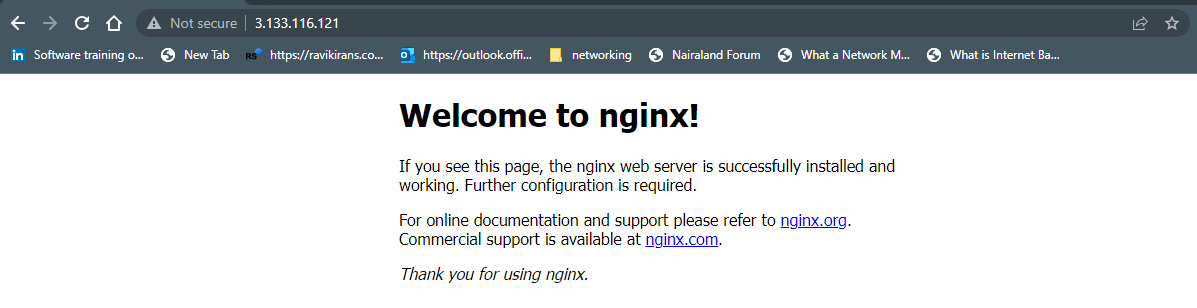 Not secure | 3.133.116.121
in Software training o... New Tab RS https://ravikirans.co... https://outlook.offi... networking Nairaland Forum What a Network M... What is Internet Ba...
Welcome to nginx!
If you see this page, the nginx web server is successfully installed and
working. Further configuration is required.
For online documentation and support please refer to nginx.org.
Commercial support is available at nginx.com.
Thank you for using nginx.